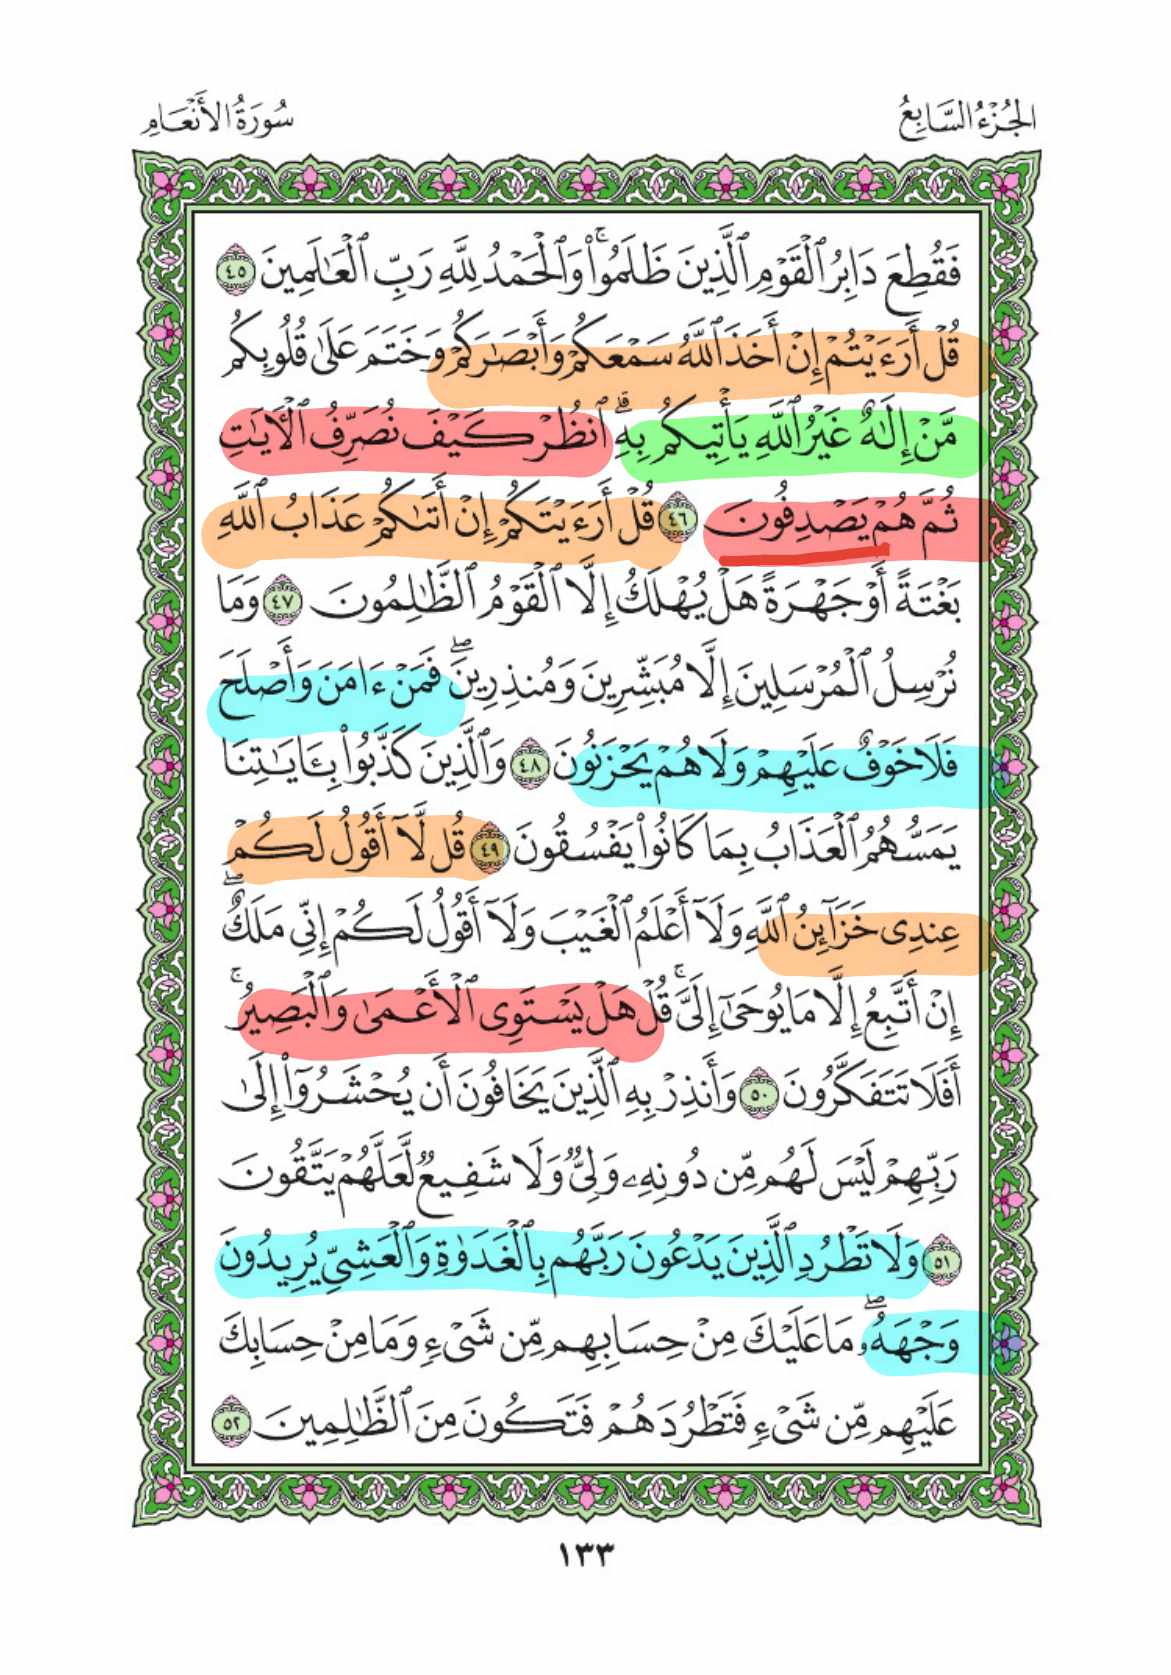 الجُزْءُ السَّابِعُ
سُورَةُ الأَنْعَامِ
فَقُطِعَ دَابِرُ ٱلْقَوْمِ ٱلَّذِينَ ظَلَمُوا۟ۚ وَٱلْحَمْدُ لِلَّهِ رَبِّ ٱلْعَـٰلَمِينَ ٤٥
قُلْ أَرَءَيْتُمْ إِنْ أَخَذَ ٱللَّهُ سَمْعَكُمْ وَأَبْصَـٰرَكُمْ وَخَتَمَ عَلَىٰ قُلُوبِكُم
مَّنْ إِلَـٰهٌ غَيْرُ ٱللَّهِ يَأْتِيكُم بِهِۗ ٱنظُرْ كَيْفَ نُصَرِّفُ ٱلْـَٔايَـٰتِ
ثُمَّ هُمْ يَصْدِفُونَ ٤٦ قُلْ أَرَءَيْتَكُمْ إِنْ أَتَىٰكُمْ عَذَابُ ٱللَّهِ
بَغْتَةً أَوْ جَهْرَةً هَلْ يُهْلَكُ إِلَّا ٱلْقَوْمُ ٱلظَّـٰلِمُونَ ٤٧ وَمَا
نُرْسِلُ ٱلْمُرْسَلِينَ إِلَّا مُبَشِّرِينَ وَمُنذِرِينَۖ فَمَنْ ءَامَنَ وَأَصْلَحَ
فَلَا خَوْفٌ عَلَيْهِمْ وَلَا هُمْ يَحْزَنُونَ ٤٨ وَٱلَّذِينَ كَذَّبُوا۟ بِـَٔايَـٰتِنَا
يَمَسُّهُمُ ٱلْعَذَابُ بِمَا كَانُوا۟ يَفْسُقُونَ ٤٩ قُل لَّآ أَقُولُ لَكُمْ
عِندِى خَزَآئِنُ ٱللَّهِ وَلَآ أَعْلَمُ ٱلْغَيْبَ وَلَآ أَقُولُ لَكُمْ إِنِّى مَلَكٌۖ
إِنْ أَتَّبِعُ إِلَّا مَا يُوحَىٰٓ إِلَىَّۚ قُلْ هَلْ يَسْتَوِى ٱلْأَعْمَىٰ وَٱلْبَصِيرُۚ
أَفَلَا تَتَفَكَّرُونَ ٥٠ وَأَنذِرْ بِهِ ٱلَّذِينَ يَخَافُونَ أَن يُحْشَرُوٓا۟ إِلَىٰ
رَبِّهِمْ لَيْسَ لَهُم مِّن دُونِهِۦ وَلِىٌّ وَلَا شَفِيعٌ لَّعَلَّهُمْ يَتَّقُونَ
٥١ وَلَا تَطْرُدِ ٱلَّذِينَ يَدْعُونَ رَبَّهُم بِٱلْغَدَوٰةِ وَٱلْعَشِىِّ يُرِيدُونَ
وَجْهَهُۥۖ مَا عَلَيْكَ مِنْ حِسَابِهِم مِّن شَىْءٍ وَمَا مِنْ حِسَابِكَ
عَلَيْهِم مِّن شَىْءٍ فَتَطْرُدَهُمْ فَتَكُونَ مِنَ ٱلظَّـٰلِمِينَ ٥٢
١٣٣